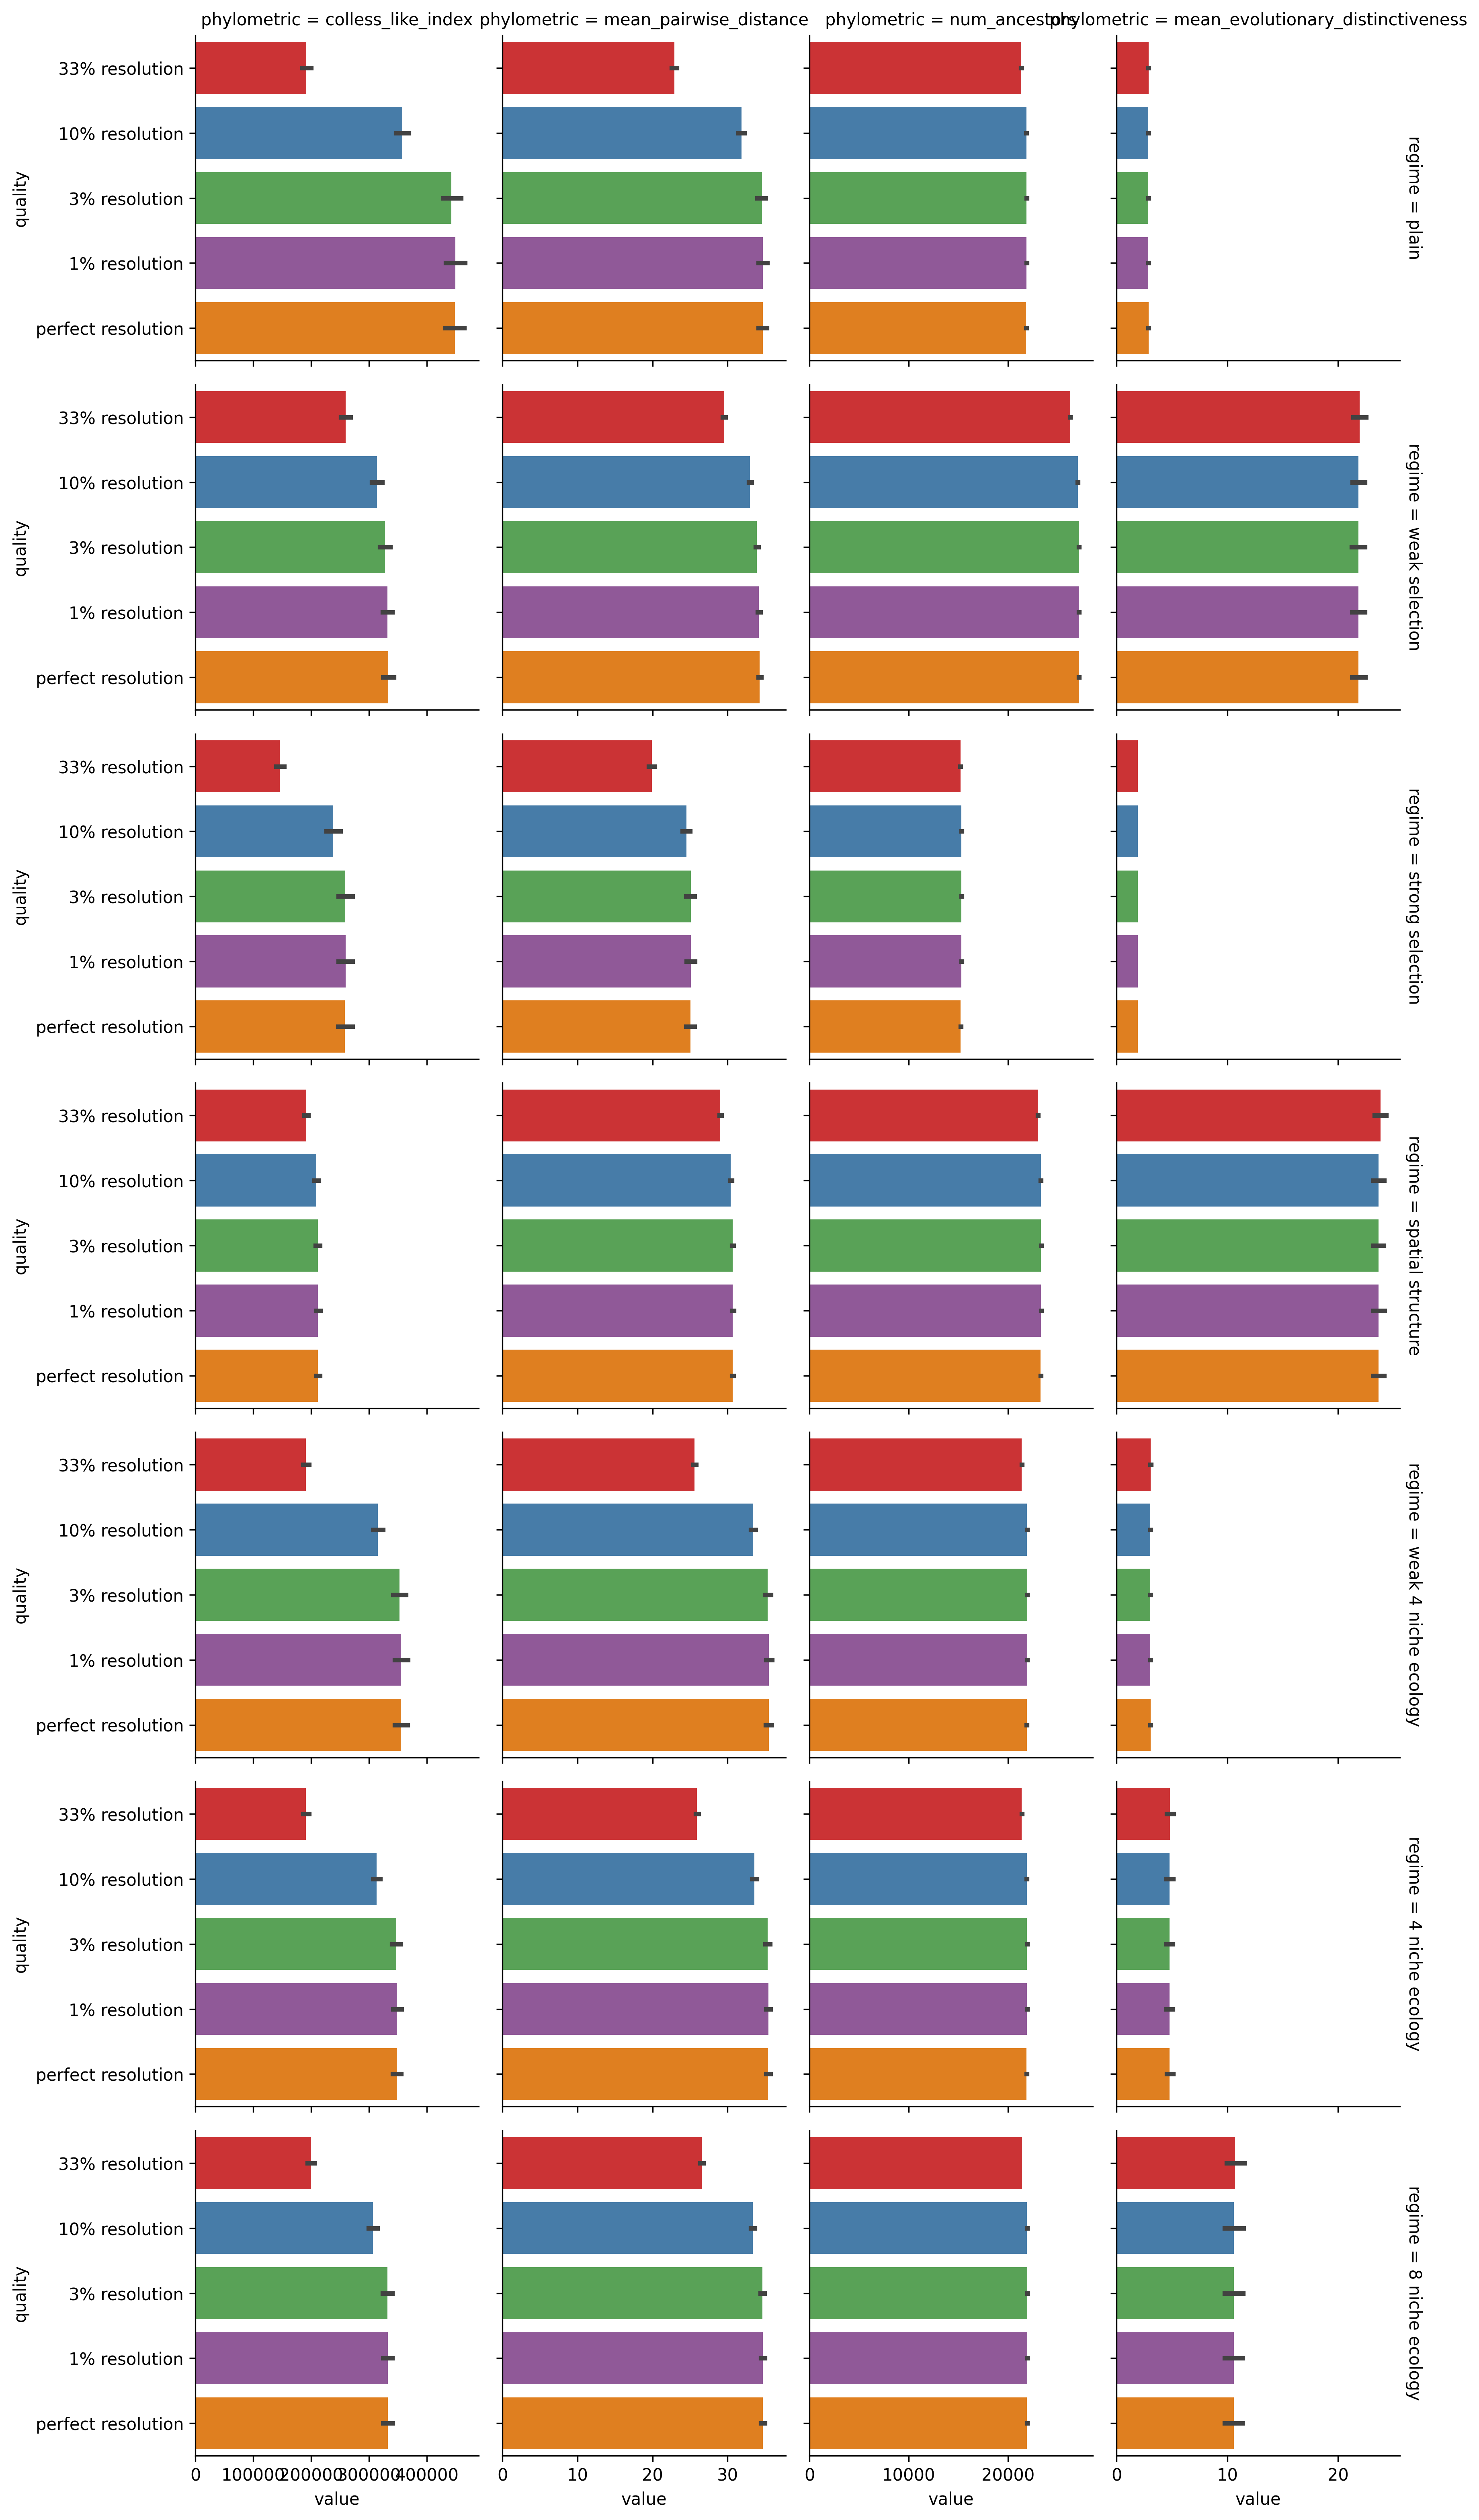 phylometric = colless_like_index phylometric = mean_pairwise_distance phylometric = num_ancestors phylometric = mean_evolutionary_distinctiveness
33% resolution
10% resolution
3% resolution
1% resolution
perfect resolution
quality
regime = plain
33% resolution
10% resolution
3% resolution
1% resolution
perfect resolution
quality
regime = weak selection
33% resolution
10% resolution
3% resolution
1% resolution
perfect resolution
quality
regime = strong selection
33% resolution
10% resolution
3% resolution
1% resolution
perfect resolution
quality
regime = spatial structure
33% resolution
10% resolution
3% resolution
1% resolution
perfect resolution
quality
regime = weak 4 niche ecology
33% resolution
10% resolution
3% resolution
1% resolution
perfect resolution
quality
regime = 4 niche ecology
33% resolution
10% resolution
3% resolution
1% resolution
perfect resolution
quality
regime = 8 niche ecology
0 100000 200000 300000 400000 0 10 20 30 0 10000 20000 0 10 20
value value value value